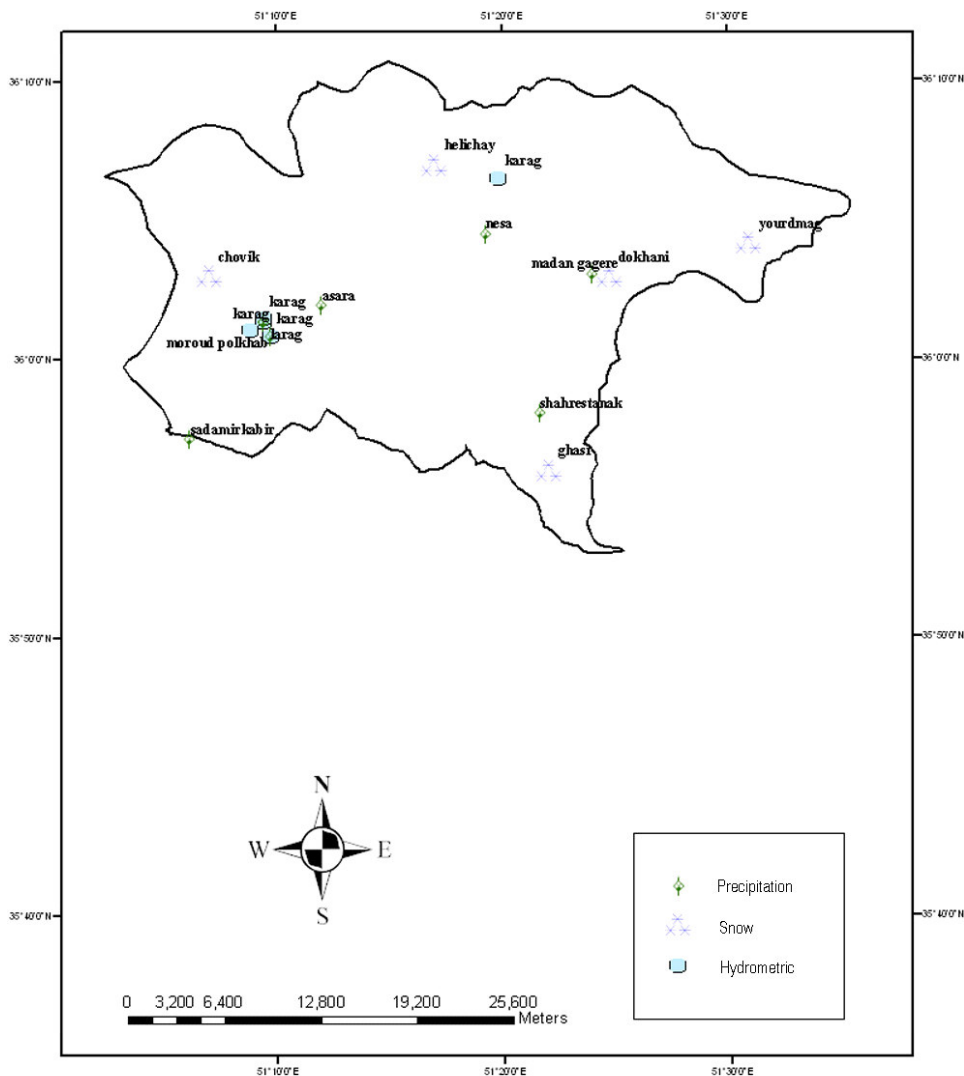 51°10'0"E 51°20'0"E 51°30'0"E
36°10'0"N 36°10'0"N
helichay
karag
nesa
yourdmag
chovik
madan gagere
dokhani
karag
asara
karag
karag
moroud polkhab
karag
36°0'0"N 36°0'0"N
shahrestanak
sadamirkabir
ghasr
35°50'0"N 35°50'0"N
N
W E
S
Precipitation
Snow
Hydrometric
35°40'0"N 35°40'0"N
0 3,200 6,400 12,800 19,200 25,600
Meters
51°10'0"E 51°20'0"E 51°30'0"E